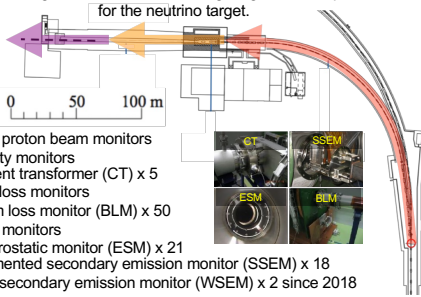 for the neutrino target.
0 50 100 m
proton beam monitors
ty monitors
ent transformer (CT) x 5
loss monitors
loss monitor (BLM) x 50
monitors
rostatic monitor (ESM) x 21
mented secondary emission monitor (SSEM) x 18
secondary emission monitor (WSEM) x 2 since 2018
CT SSEM
ESM BLM